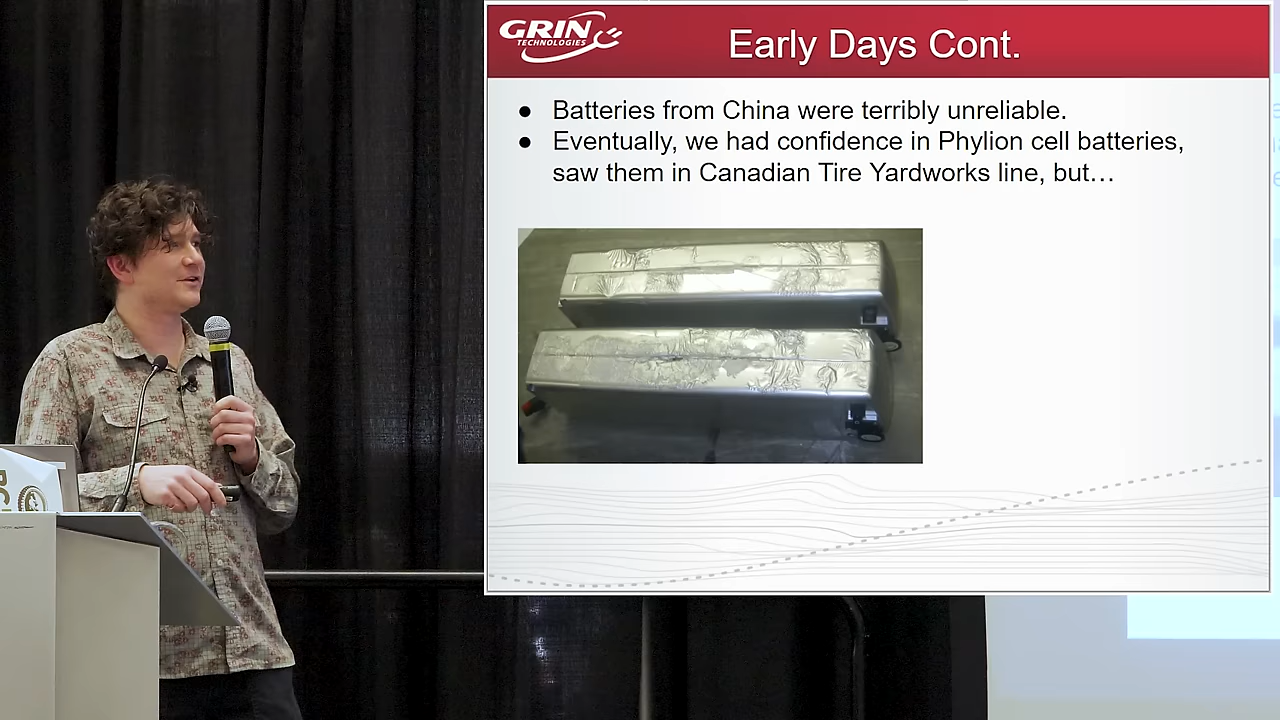 GRIN
TECHNOLOGIES
Early Days Cont.
● Batteries from China were terribly unreliable.
● Eventually, we had confidence in Phylion cell batteries,
saw them in Canadian Tire Yardworks line, but…